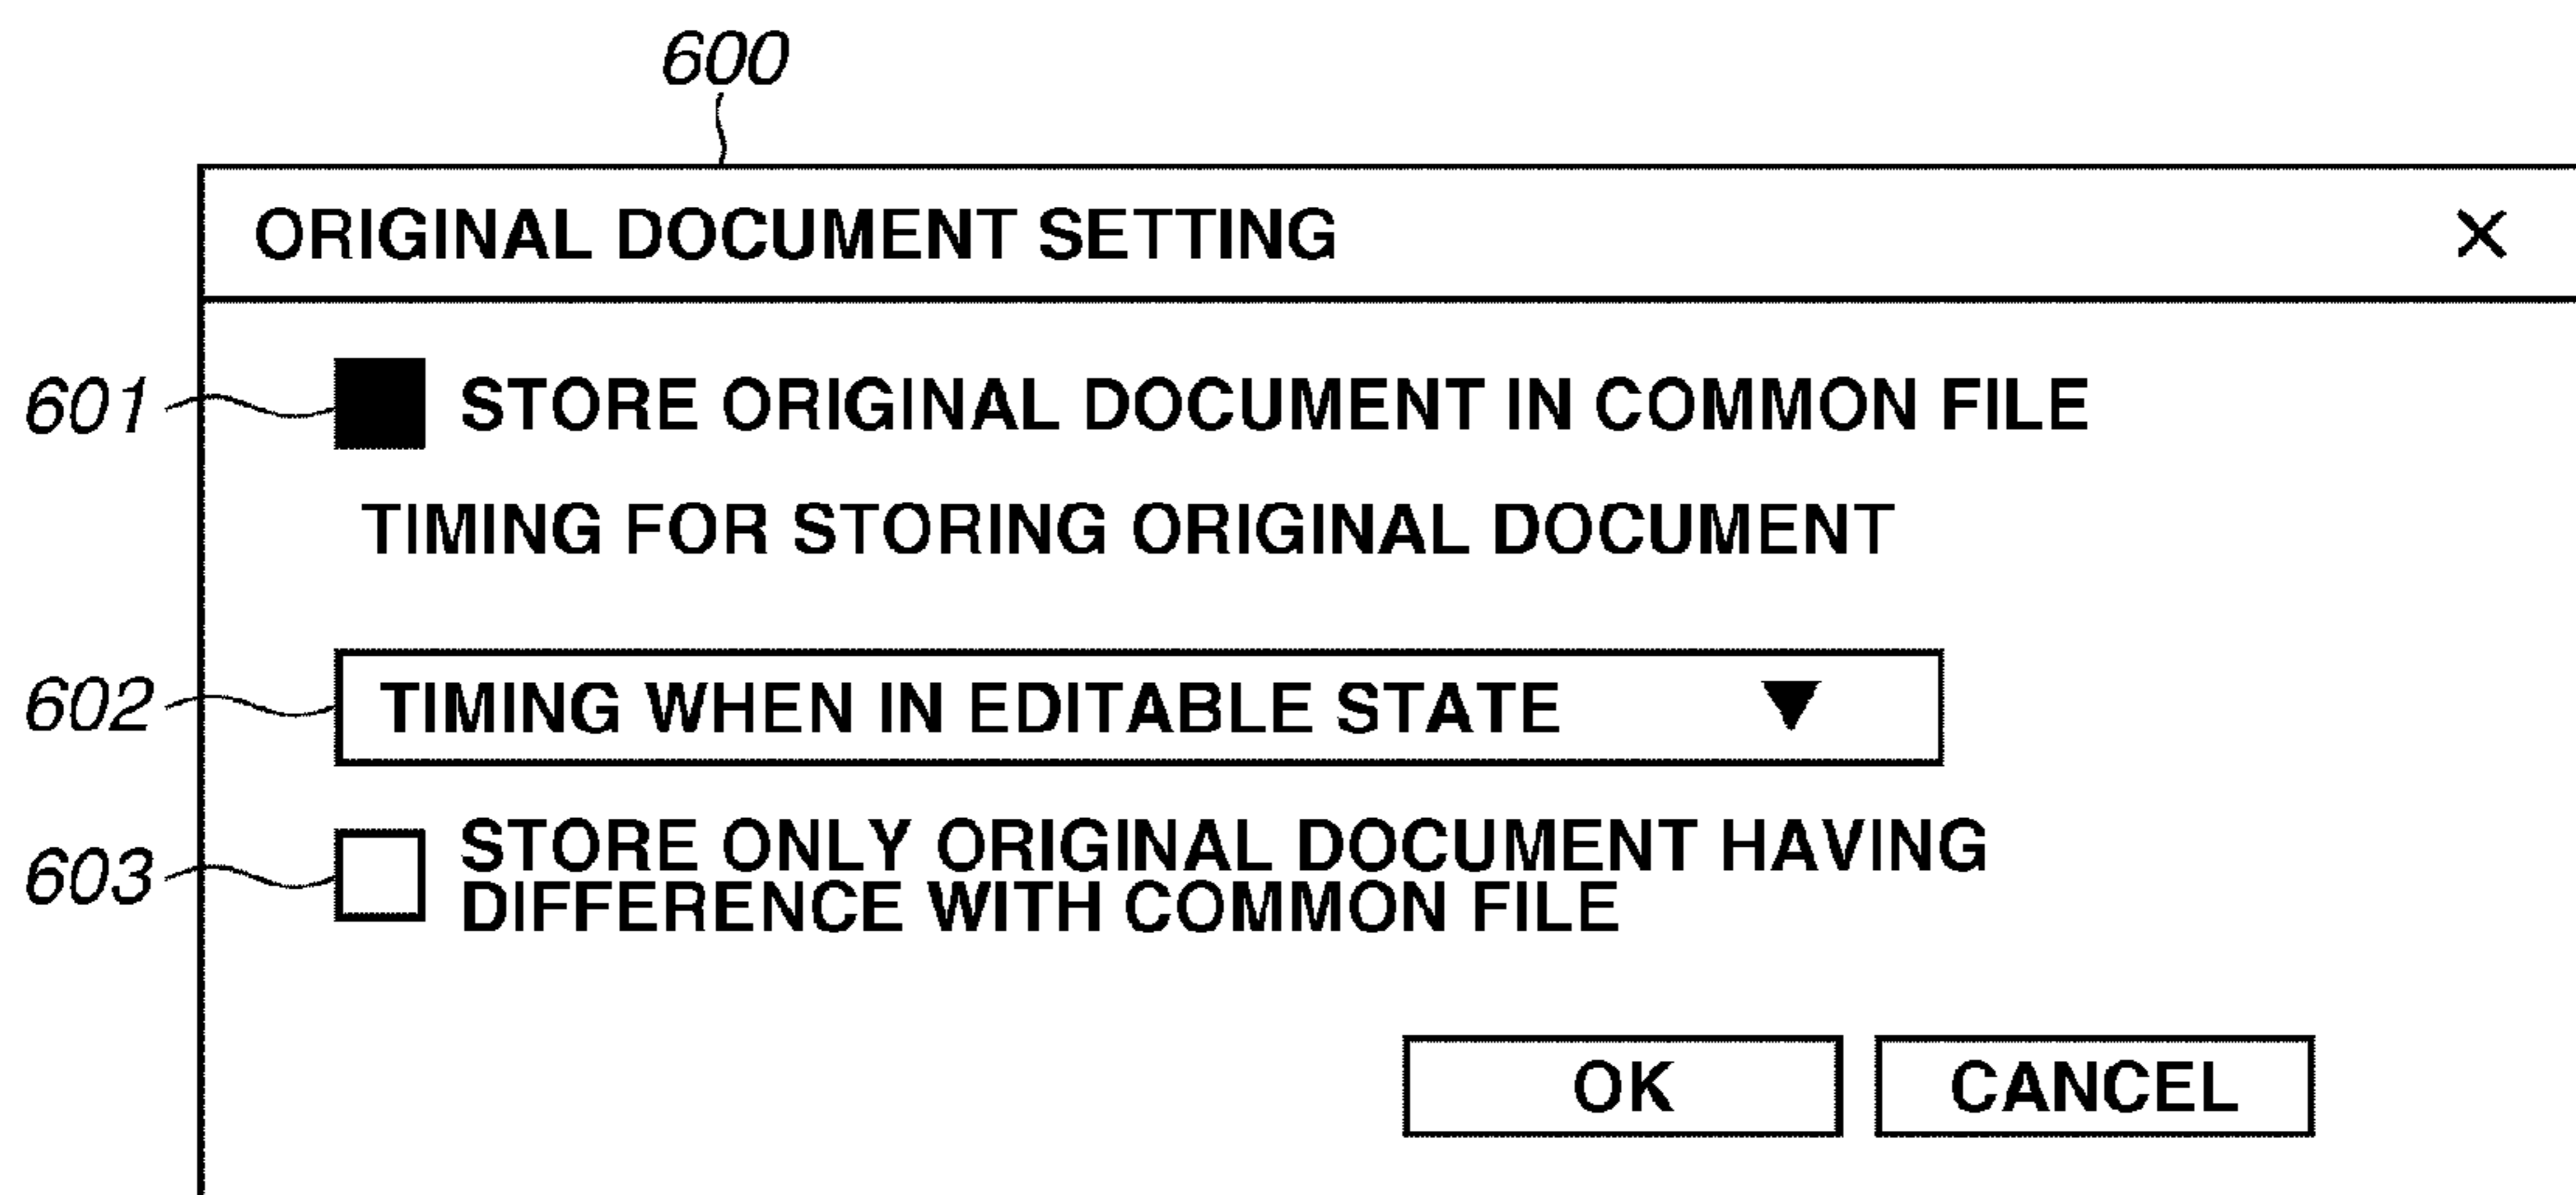 600
ORIGINAL DOCUMENT SETTING ×
601 STORE ORIGINAL DOCUMENT IN COMMON FILE
TIMING FOR STORING ORIGINAL DOCUMENT
602 TIMING WHEN IN EDITABLE STATE ▼
603 STORE ONLY ORIGINAL DOCUMENT HAVING
DIFFERENCE WITH COMMON FILE
OK CANCEL